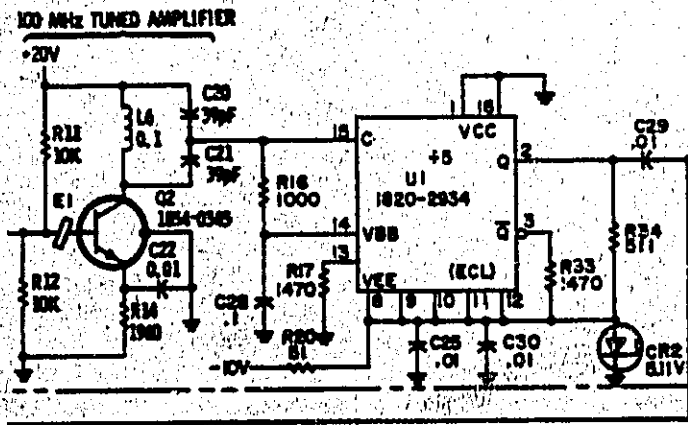 100 MHz TUNED AMPLIFIER
+20V
R11
10K
L6
0.1
C20
39pF
C21
39pF
E1
Q2
1854-0345
C22
0.01
R12
10K
R14
1960
R16
1000
R17
1470
C28
.1
R20
51
-10V
15
C
14
VBB
13
VEE
1
16
VCC
+5
U1
1820-2934
(ECL)
Q
2
Q̅
3
8
9
10
11
12
C25
.01
C30
.01
C29
.01
R34
511
R33
1470
CR2
5.11V